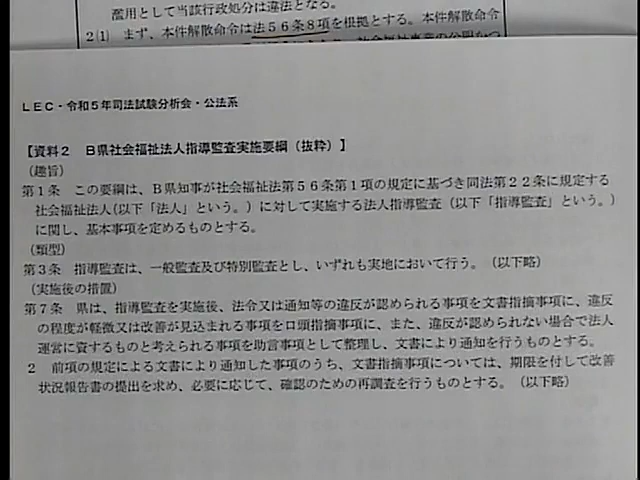 濫用として当該行政処分は違法となる。
2⑴ まず、本件解散命令は法56条8項を根拠とする。本件解散命令
LEC・令和5年司法試験分析会・公法系
【資料2 B県社会福祉法人指導監査実施要綱(抜粋)】
(趣旨)
第1条 この要綱は、B県知事が社会福祉法第56条第1項の規定に基づき同法第22条に規定する
社会福祉法人(以下「法人」という。)に対して実施する法人指導監査(以下「指導監査」という。)
に関し、基本事項を定めるものとする。
(類型)
第3条 指導監査は、一般監査及び特別監査とし、いずれも実地において行う。(以下略)
(実施後の措置)
第7条 県は、指導監査を実施後、法令又は通知等の違反が認められる事項を文書指摘事項に、違反
の程度が軽微又は改善が見込まれる事項を口頭指摘事項に、また、違反が認められない場合で法人
運営に資するものと考えられる事項を助言事項として整理し、文書により通知を行うものとする。
2 前項の規定による文書により通知した事項のうち、文書指摘事項については、期限を付して改善
状況報告書の提出を求め、必要に応じて、確認のための再調査を行うものとする。(以下略)